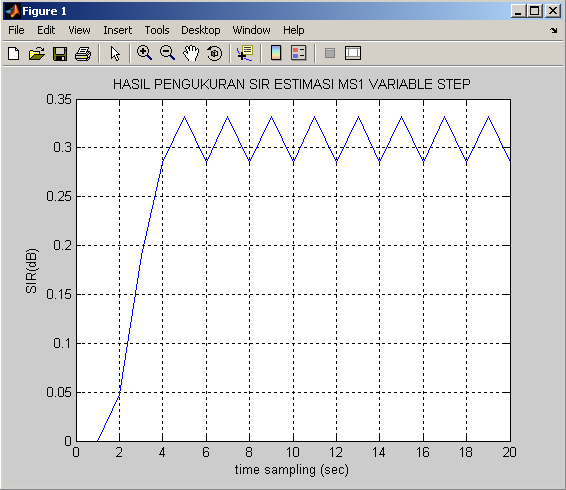 Figure 1
File Edit View Insert Tools Desktop Window Help
HASIL PENGUKURAN SIR ESTIMASI MS1 VARIABLE STEP
0.35
0.3
0.25
0.2
0.15
0.1
0.05
0
SIR(dB)
0 2 4 6 8 10 12 14 16 18 20
time sampling (sec)